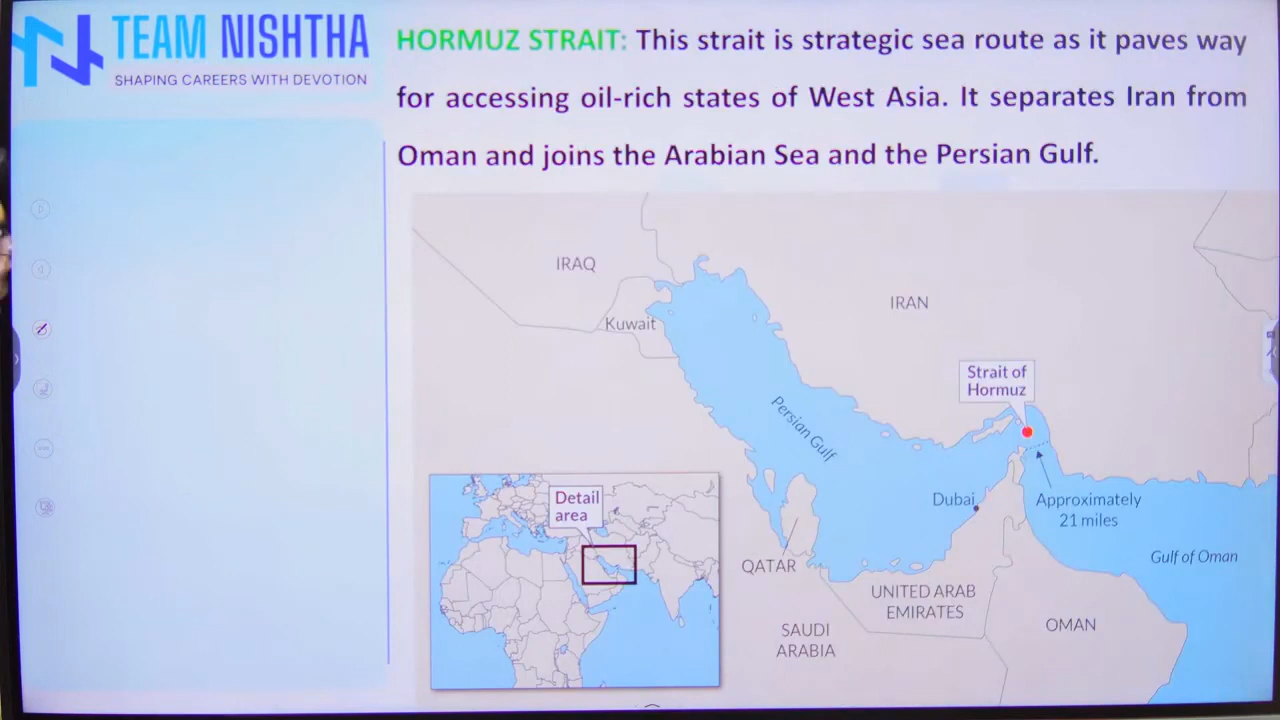 TEAM NISHTHA
SHAPING CAREERS WITH DEVOTION
HORMUZ STRAIT: This strait is strategic sea route as it paves way
for accessing oil-rich states of West Asia. It separates Iran from
Oman and joins the Arabian Sea and the Persian Gulf.
IRAQ
Kuwait
IRAN
Strait of
Hormuz
Persian Gulf
Dubai
Approximately
21 miles
Gulf of Oman
Detail
area
QATAR
UNITED ARAB
EMIRATES
SAUDI
ARABIA
OMAN